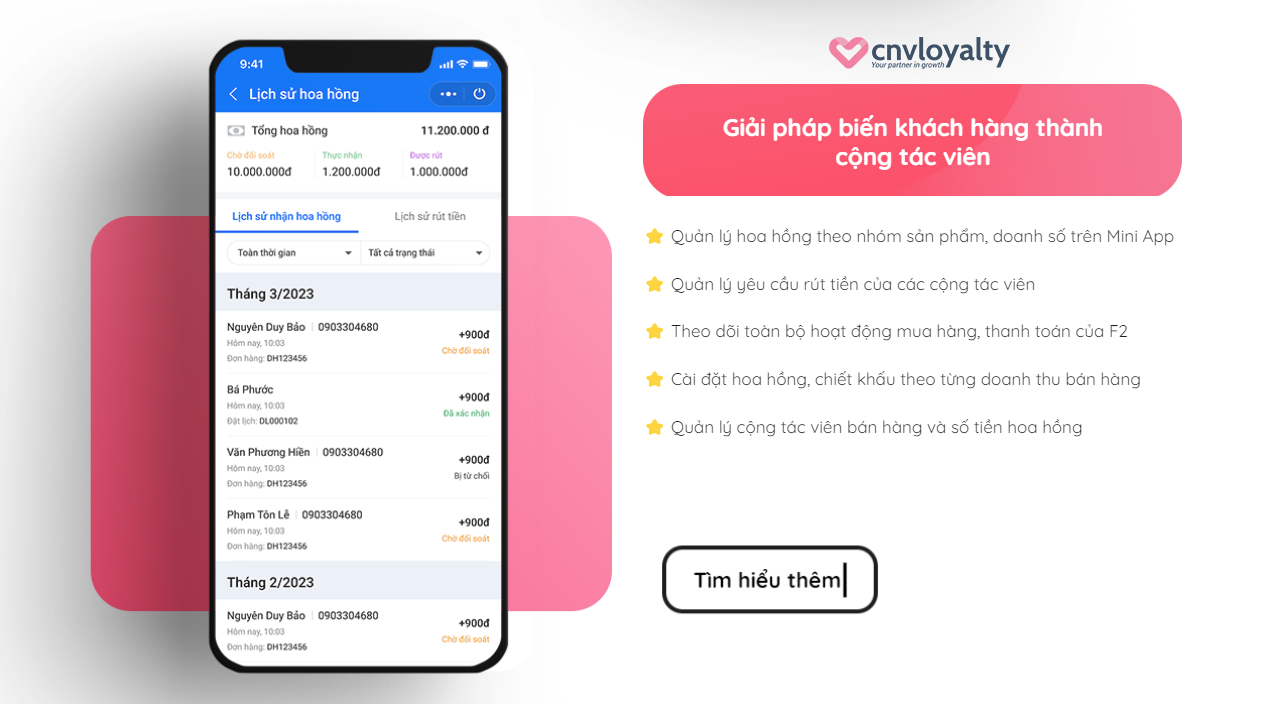 9:41
Lịch sử hoa hồng
Tổng hoa hồng 11.200.000 đ
Chờ đối soát Thực nhận Được rút
10.000.000đ 1.200.000đ 1.000.000đ
Lịch sử nhận hoa hồng Lịch sử rút tiền
Toàn thời gian Tất cả trạng thái
Tháng 3/2023
Nguyên Duy Bảo 0903304680
+900đ
Hôm nay, 10:03
Chờ đối soát
Đơn hàng: DH123456
Bá Phước
+900đ
Hôm nay, 10:03
Đã xác nhận
Đặt lịch: DL000102
Văn Phương Hiền 0903304680
+900đ
Hôm nay, 10:03
Bị từ chối
Đơn hàng: DH123456
Phạm Tôn Lê 0903304680
+900đ
Hôm nay, 10:03
Chờ đối soát
Đơn hàng: DH123456
Tháng 2/2023
Nguyên Duy Bảo 0903304680
+900đ
Hôm nay, 10:03
Chờ đối soát
Đơn hàng: DH123456
cnvloyalty
Your partner in growth
Giải pháp biến khách hàng thành
cộng tác viên
Quản lý hoa hồng theo nhóm sản phẩm, doanh số trên Mini App
Quản lý yêu cầu rút tiền của các cộng tác viên
Theo dõi toàn bộ hoạt động mua hàng, thanh toán của F2
Cài đặt hoa hồng, chiết khấu theo từng doanh thu bán hàng
Quản lý cộng tác viên bán hàng và số tiền hoa hồng
Tìm hiểu thêm